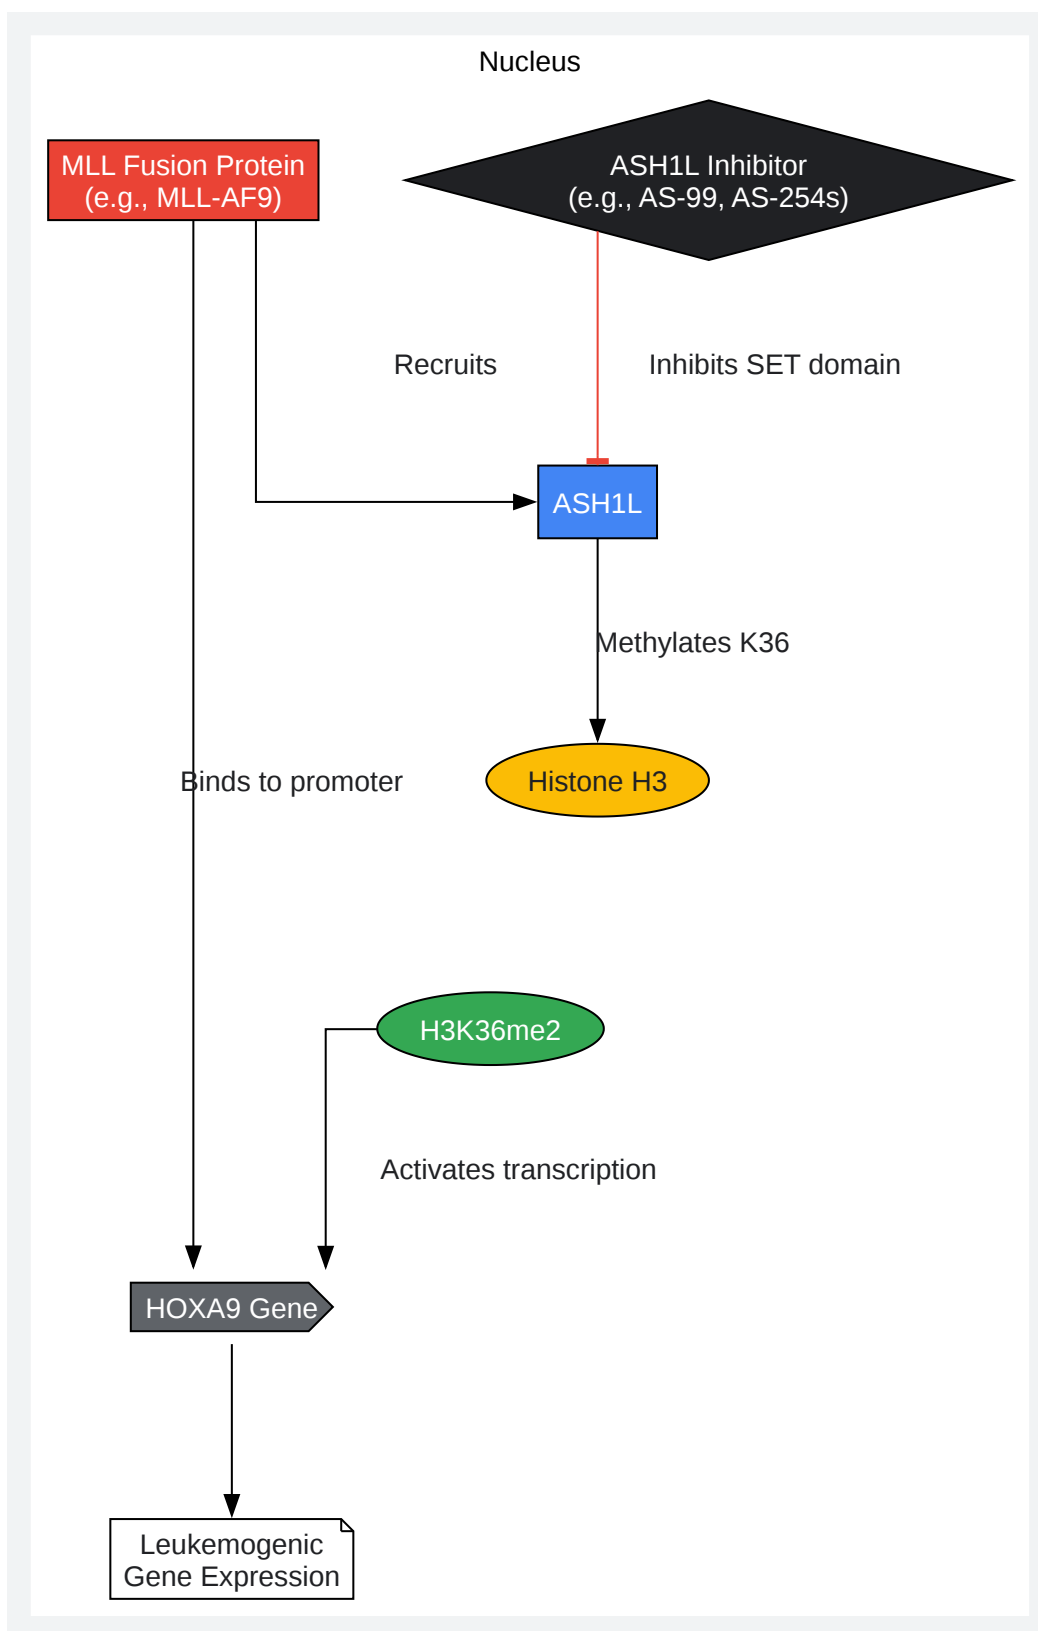 Nucleus
MLL Fusion Protein
(e.g., MLL-AF9)
ASH1L Inhibitor
(e.g., AS-99, AS-254s)
Recruits
Inhibits SET domain
ASH1L
Methylates K36
Binds to promoter
Histone H3
H3K36me2
Activates transcription
HOXA9 Gene
Leukemogenic
Gene Expression